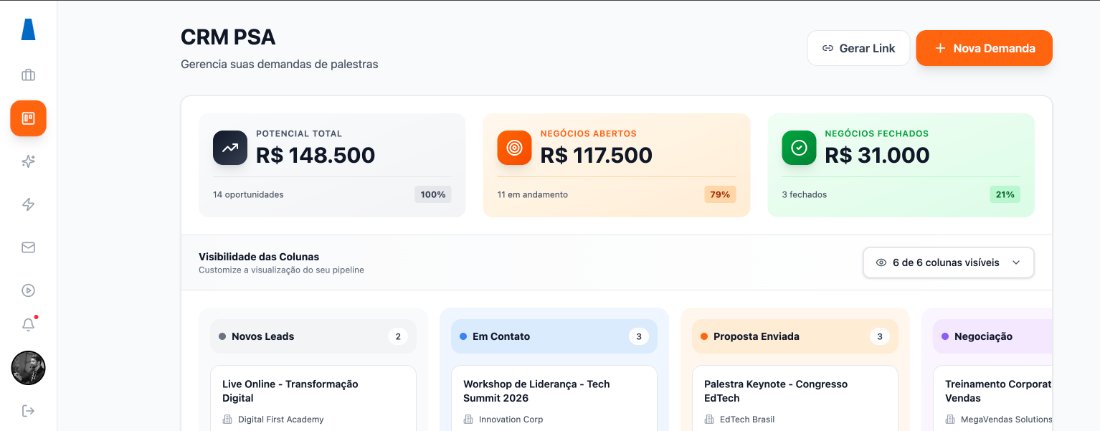 CRM PSA
Gerencia suas demandas de palestras
Gerar Link
Nova Demanda
POTENCIAL TOTAL
R$ 148.500
14 oportunidades
100%
NEGÓCIOS ABERTOS
R$ 117.500
11 em andamento
79%
NEGÓCIOS FECHADOS
R$ 31.000
3 fechados
21%
Visibilidade das Colunas
Customize a visualização do seu pipeline
6 de 6 colunas visíveis
Novos Leads
2
Live Online - Transformação
Digital
Digital First Academy
Em Contato
3
Workshop de Liderança - Tech
Summit 2026
Innovation Corp
Proposta Enviada
3
Palestra Keynote - Congresso
EdTech
EdTech Brasil
Negociação
Treinamento Corporat
Vendas
MegaVendas Solutions